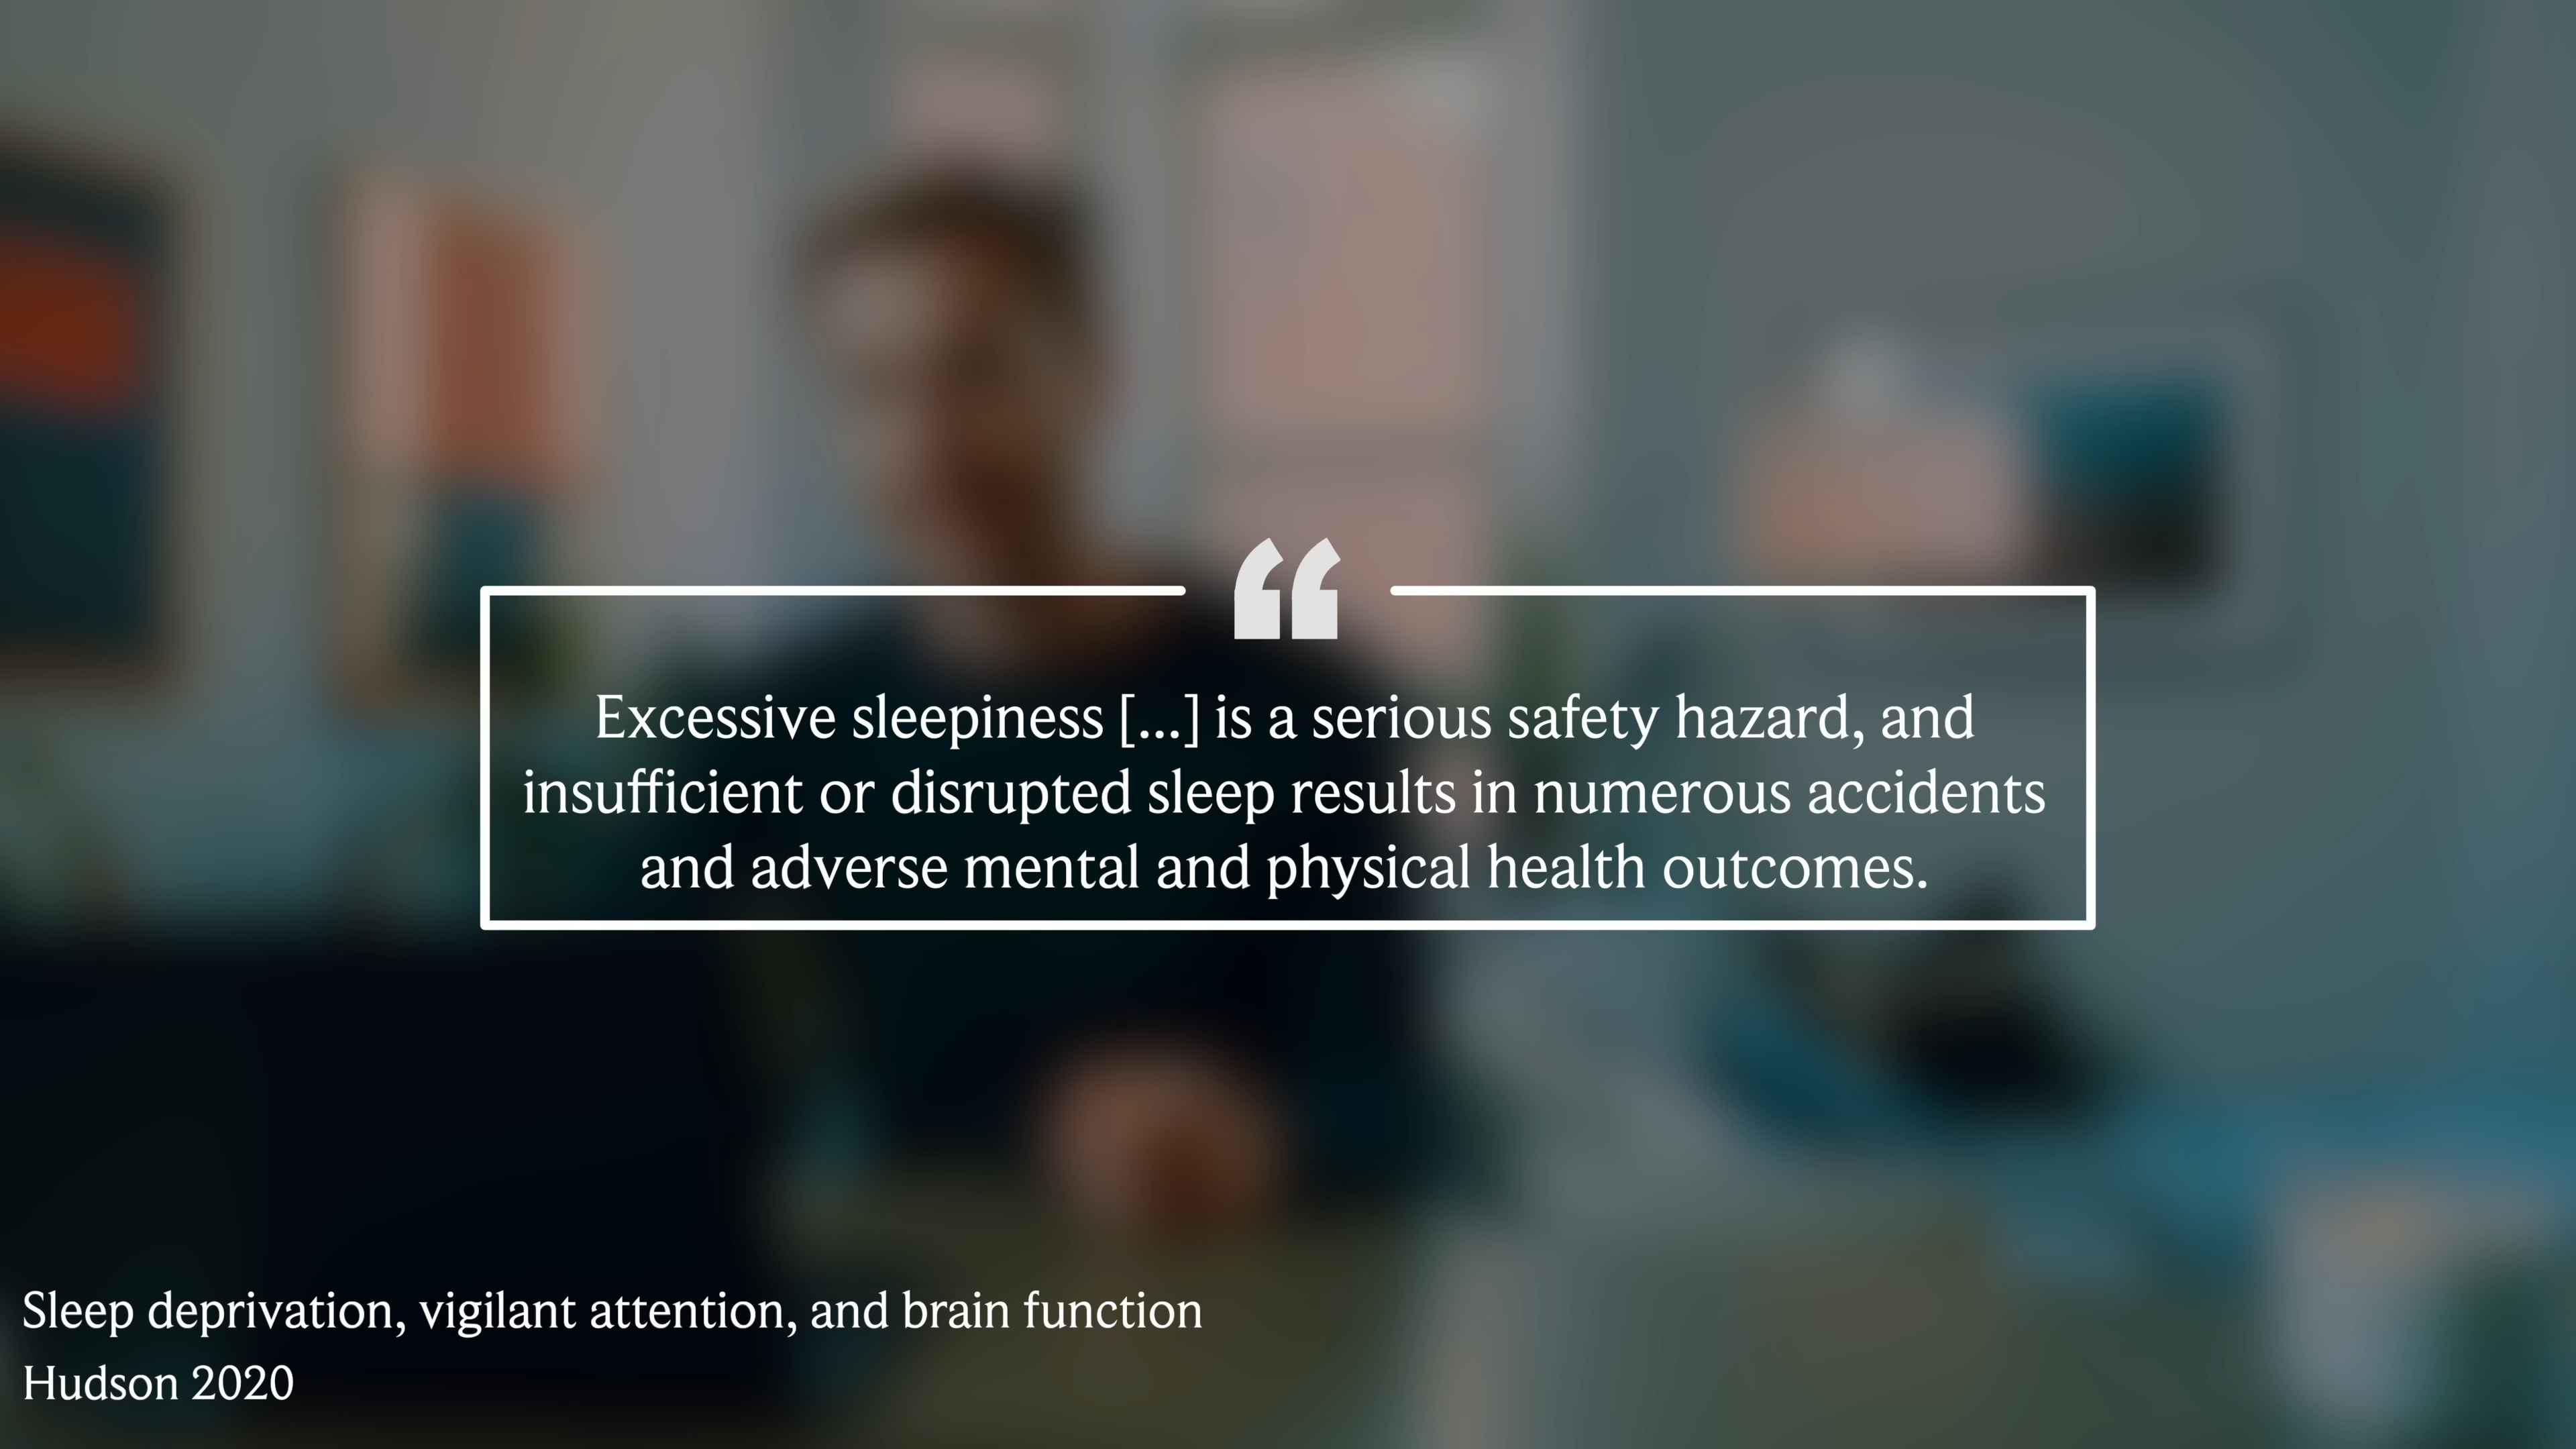 “
Excessive sleepiness [...] is a serious safety hazard, and
insufficient or disrupted sleep results in numerous accidents
and adverse mental and physical health outcomes.
Sleep deprivation, vigilant attention, and brain function
Hudson 2020